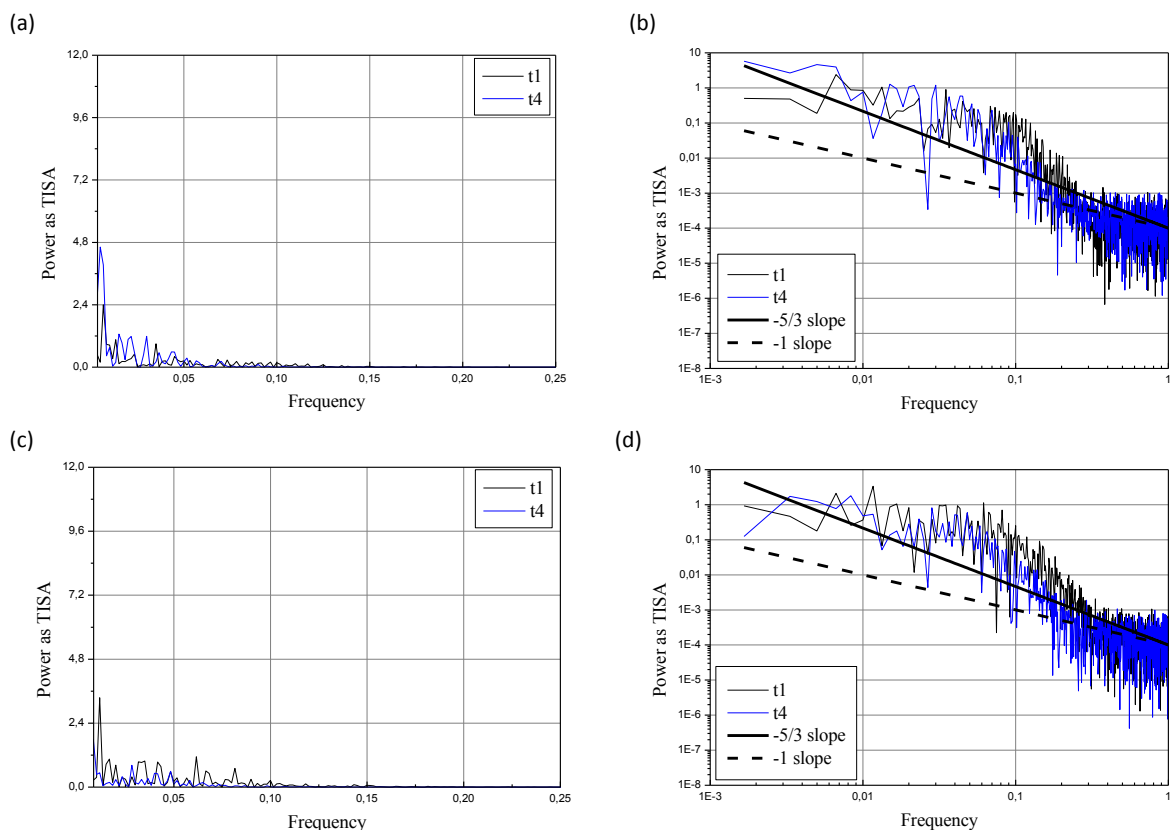 (a)
12,0
9,6
7,2
4,8
2,4
0,0
Power as TISA
t1
t4
0,05
0,10
0,15
0,20
0,25
Frequency
(b)
10
1
0,1
0,01
1E-3
1E-4
1E-5
1E-6
1E-7
1E-8
Power as TISA
t1
t4
-5/3 slope
-1 slope
1E-3
0,01
0,1
1
Frequency
(c)
12,0
9,6
7,2
4,8
2,4
0,0
Power as TISA
t1
t4
0,05
0,10
0,15
0,20
0,25
Frequency
(d)
10
1
0,1
0,01
1E-3
1E-4
1E-5
1E-6
1E-7
1E-8
Power as TISA
t1
t4
-5/3 slope
-1 slope
1E-3
0,01
0,1
1
Frequency